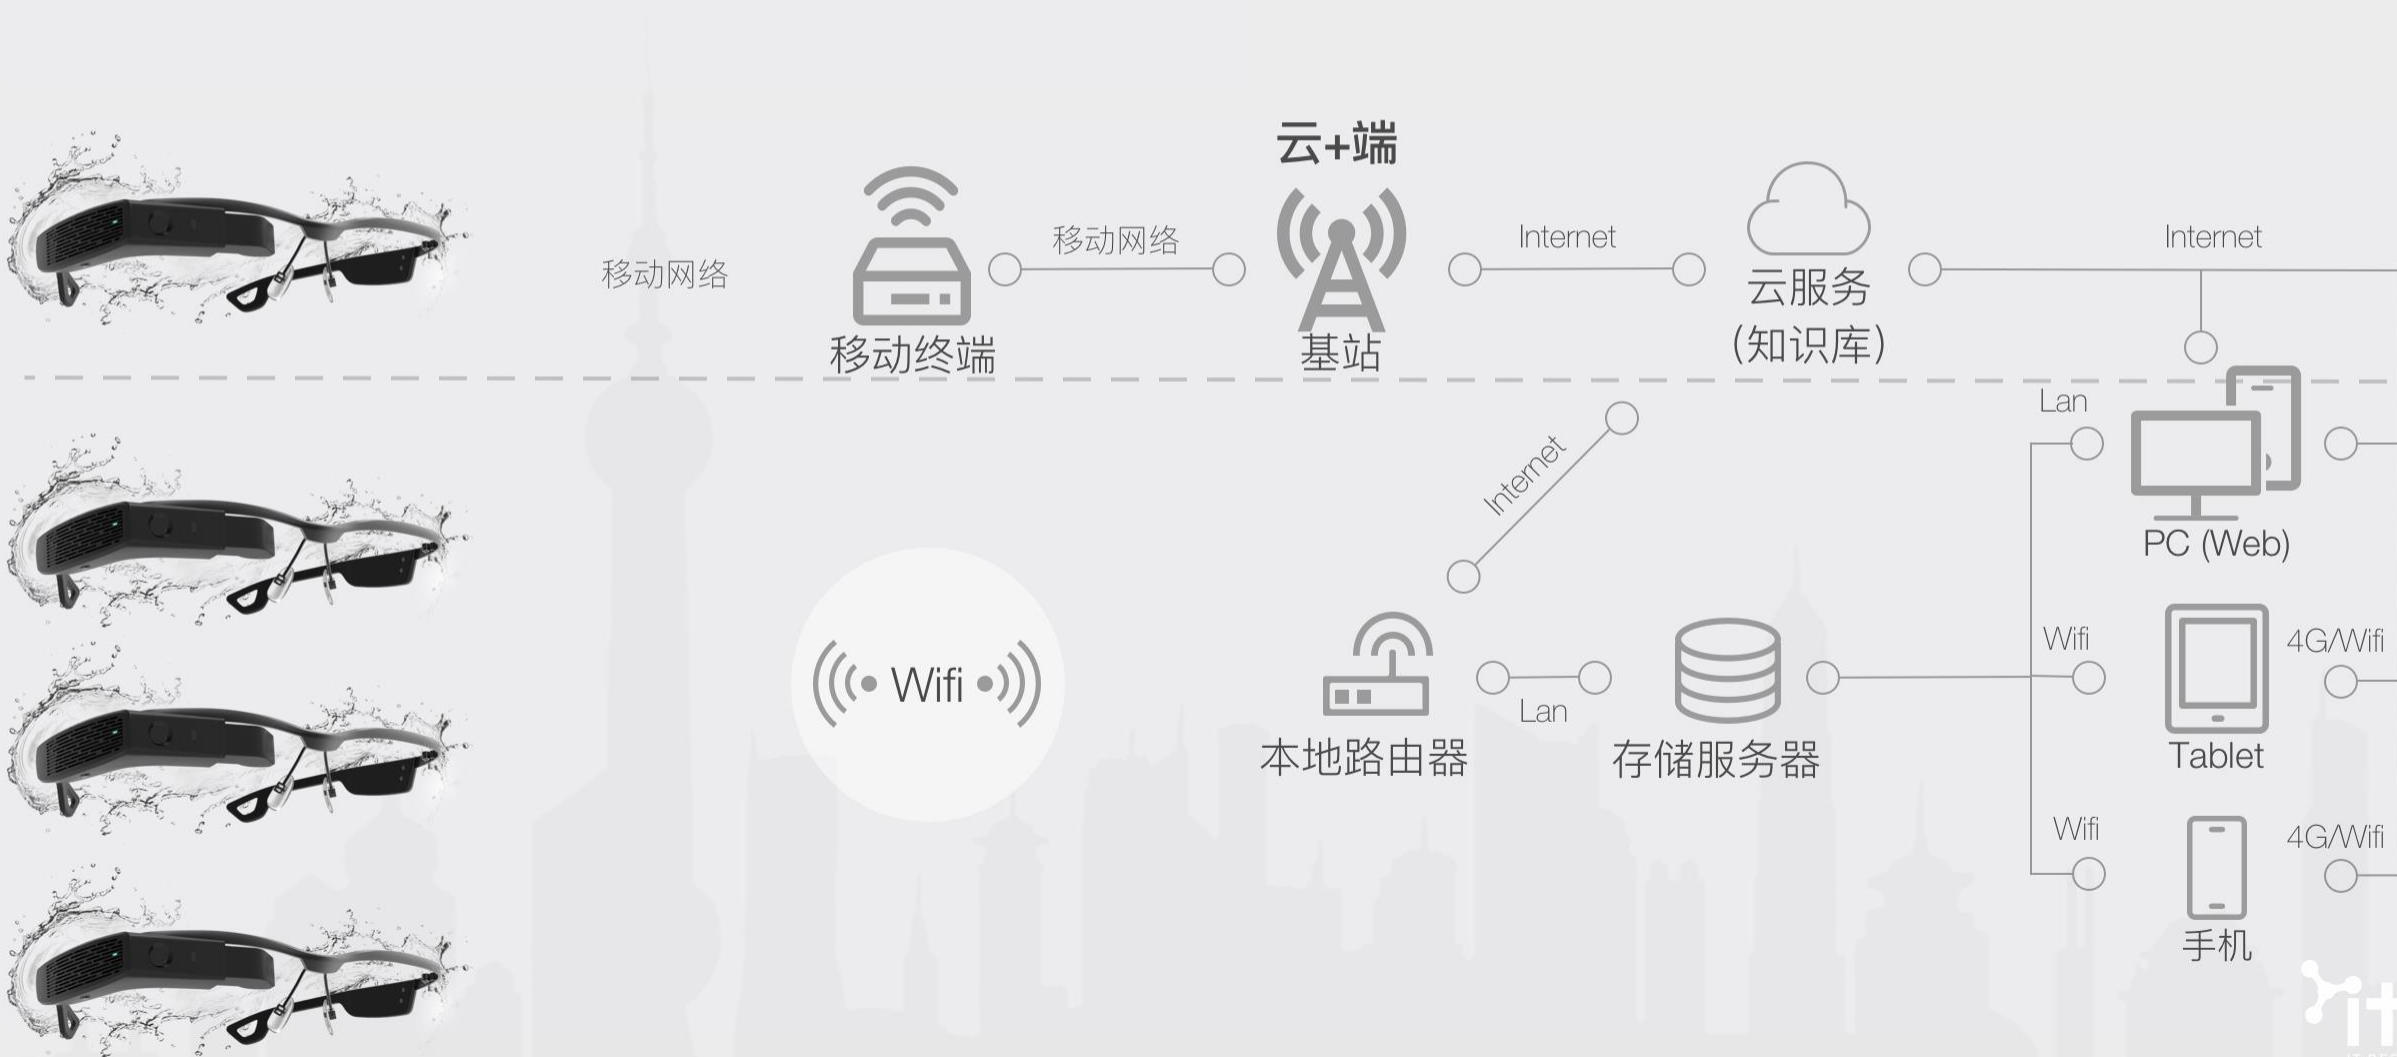 云+端
移动网络
移动网络
Internet
Internet
移动终端
基站
云服务
(知识库)
Internet
Lan
PC (Web)
Wifi
本地路由器
Lan
存储服务器
Wifi
4G/Wifi
Tablet
Wifi
4G/Wifi
手机
it